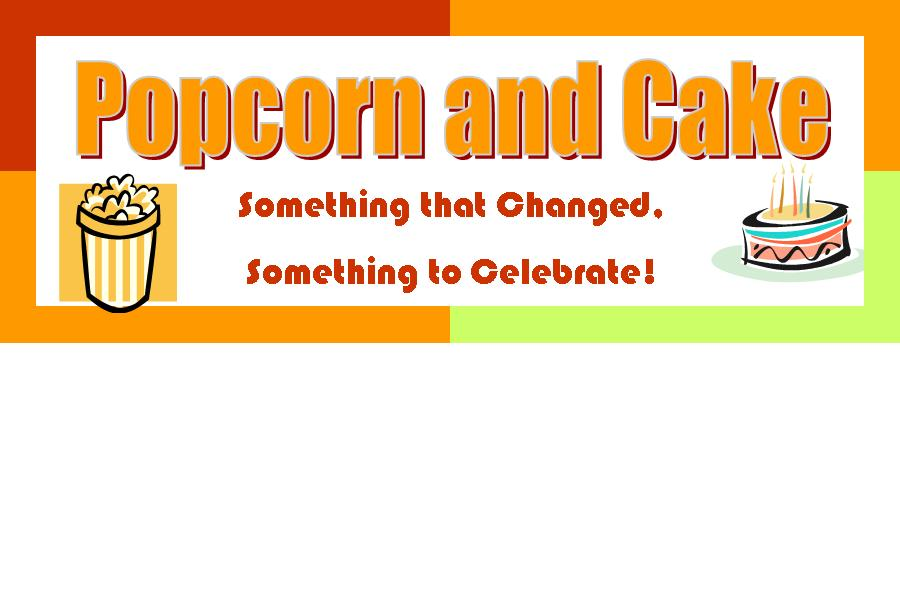 Popcorn and Cake
Something that Changed,
Something to Celebrate!